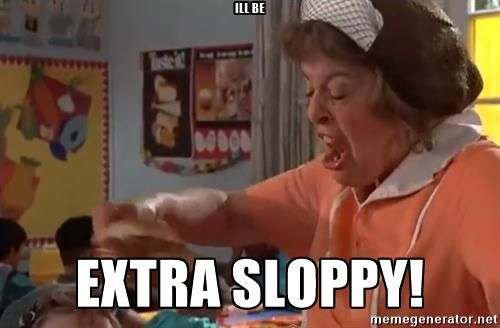 ILL BE
Taste it!
EXTRA SLOPPY!
memegenerator.net